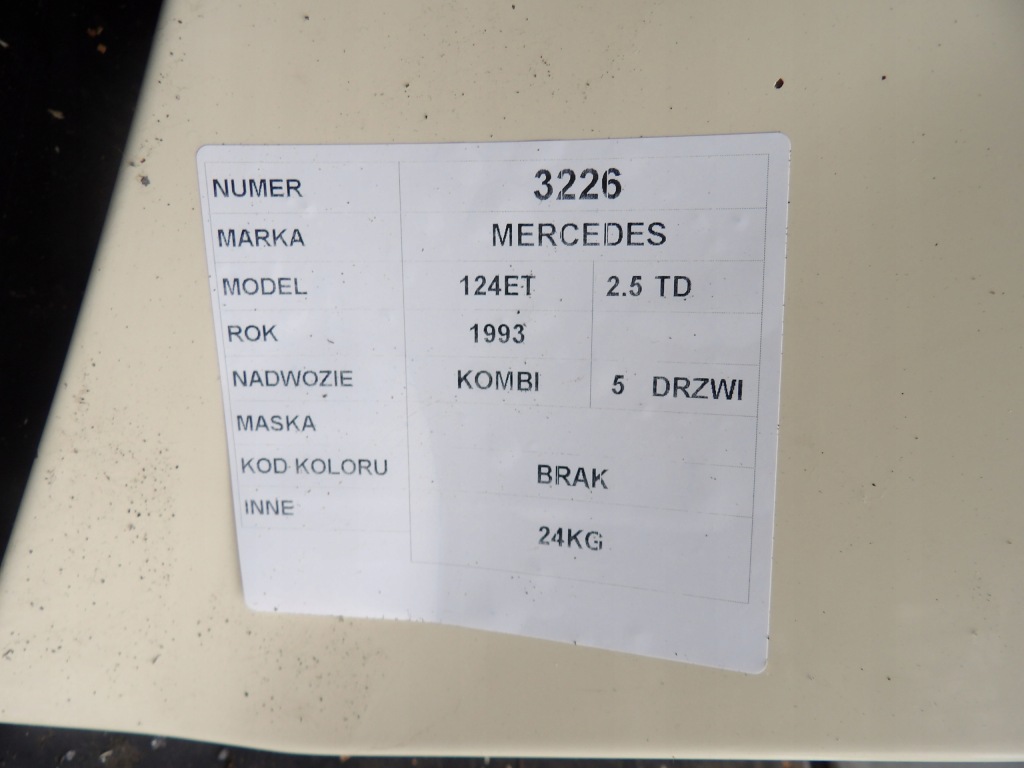 NUMER 3226
MARKA MERCEDES
MODEL 124ET 2.5 TD
ROK 1993
NADWOZIE KOMBI 5 DRZWI
MASKA
KOD KOLORU BRAK
INNE 24KG